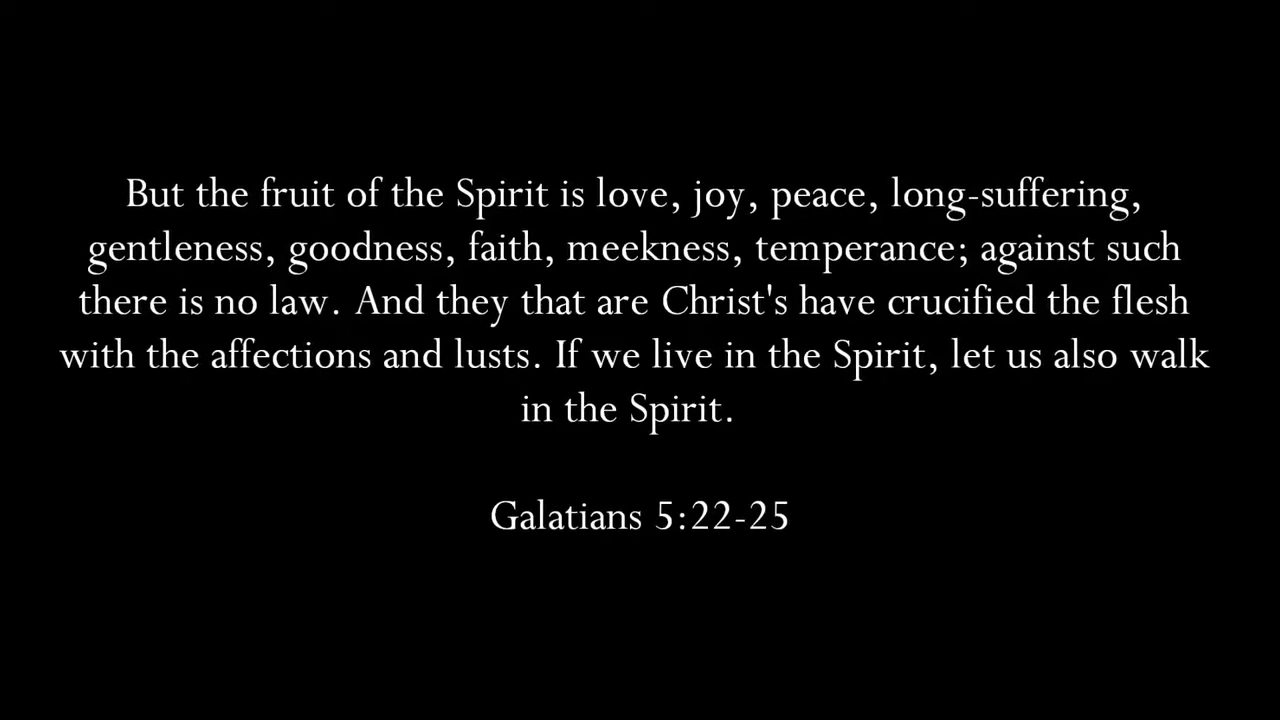 But the fruit of the Spirit is love, joy, peace, long-suffering,
gentleness, goodness, faith, meekness, temperance; against such
there is no law. And they that are Christ's have crucified the flesh
with the affections and lusts. If we live in the Spirit, let us also walk
in the Spirit.
Galatians 5:22-25